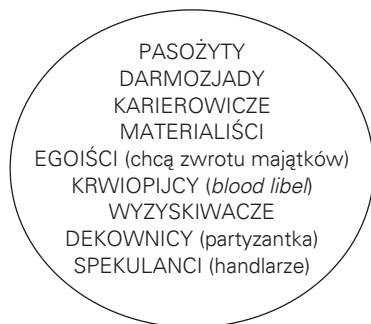 PASOŻYTY
DARMOZJADY
KARIEROWICZE
MATERIALIŚCI
EGOIŚCI (chcą zwrotu majątków)
KRWIOPIJCY (blood libel)
WYZYSKIWACZE
DEKOWNICY (partyzantka)
SPEKULANCI (handlarze)